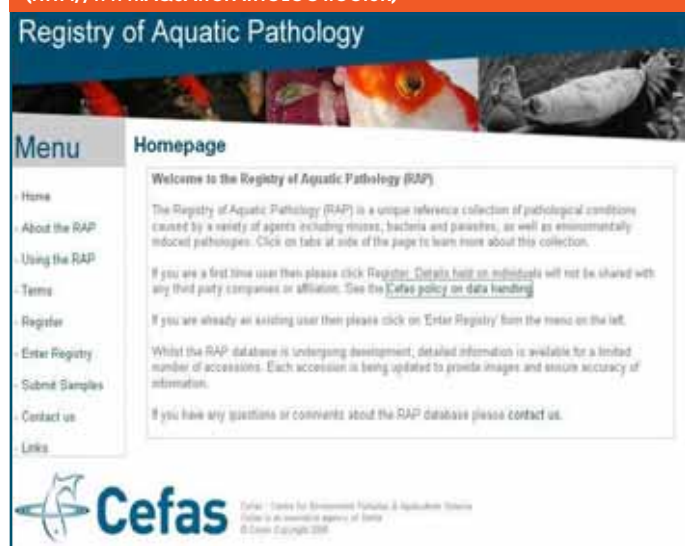 Registry of Aquatic Pathology
Menu
Homepage
Welcome to the Registry of Aquatic Pathology (RAP)
The Registry of Aquatic Pathology (RAP) is a unique reference collection of pathological conditions
caused by a variety of agents including viruses, bacteria and parasites, as well as environmentally
induced pathologies. Click on tabs at side of the page to learn more about this collection.
If you are a first time user then please click Register. Details held on individuals will not be shared with
any third party companies or affiliation. See the Cefas policy on data handling
If you are already an existing user then please click on 'Enter Registry' from the menu on the left.
Whilst the RAP database is undergoing development, detailed information is available for a limited
number of accessions. Each accession is being updated to provide images and ensure accuracy of
information.
If you have any questions or comments about the RAP database please contact us.
- Home
- About the RAP
- Using the RAP
- Terms
- Register
- Enter Registry
- Submit Samples
- Contact us
- Links
Cefas